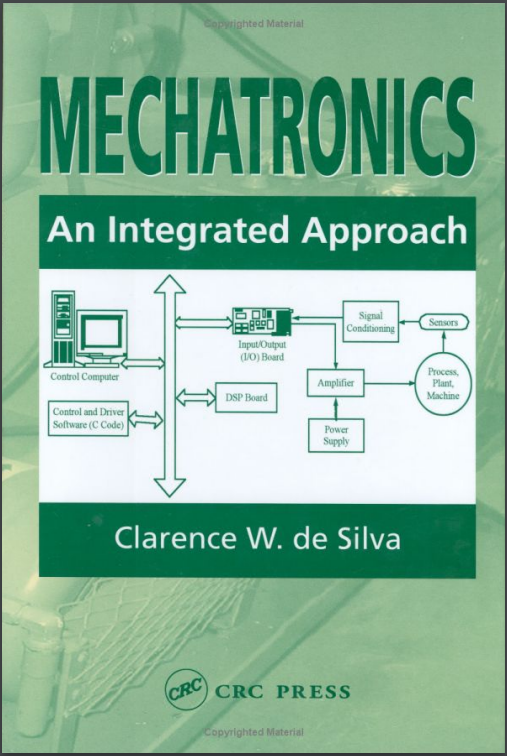 Copyrighted Material
MECHATRONICS
An Integrated Approach
Control Computer
Control and Driver
Software (C Code)
Input/Output
(I/O) Board
DSP Board
Signal
Conditioning
Sensors
Amplifier
Process,
Plant,
Machine
Power
Supply
Clarence W. de Silva
CRC
CRC PRESS
Copyrighted Material